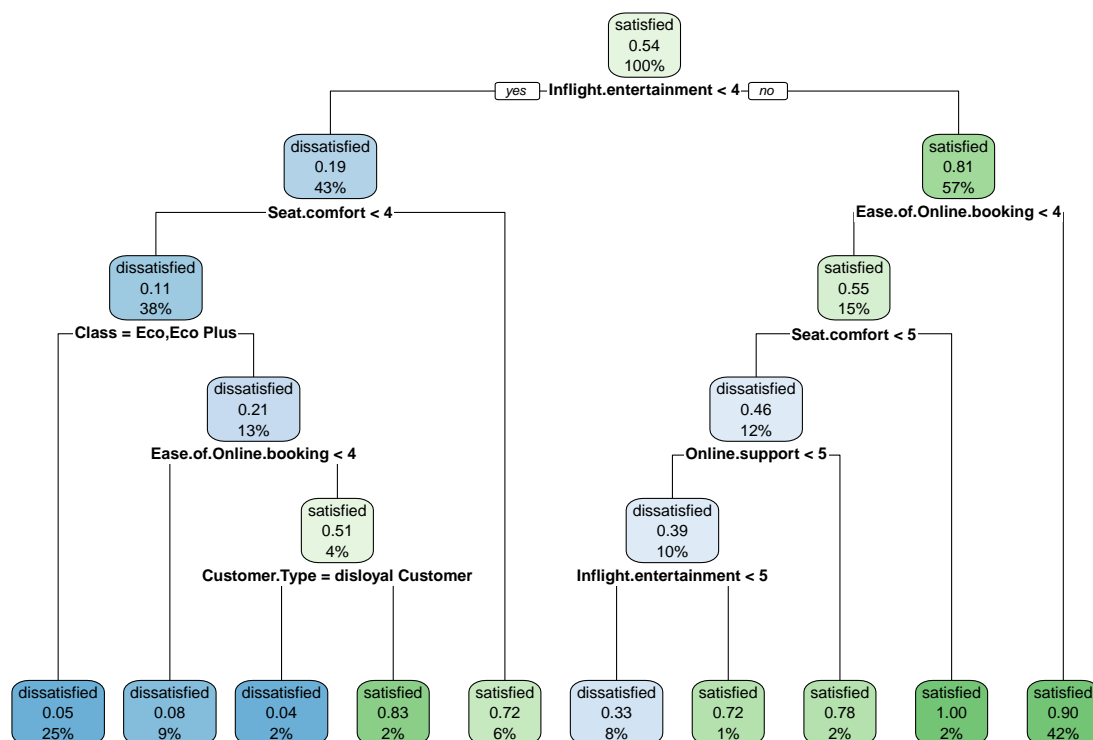 satisfied
0.54
100%
yes
Inflight.entertainment < 4
no
dissatisfied
0.19
43%
Seat.comfort < 4
satisfied
0.81
57%
Ease.of.Online.booking < 4
dissatisfied
0.11
38%
Class = Eco,Eco Plus
satisfied
0.55
15%
Seat.comfort < 5
dissatisfied
0.21
13%
Ease.of.Online.booking < 4
dissatisfied
0.46
12%
Online.support < 5
satisfied
0.51
4%
Customer.Type = disloyal Customer
dissatisfied
0.39
10%
Inflight.entertainment < 5
dissatisfied
0.05
25%
dissatisfied
0.08
9%
dissatisfied
0.04
2%
satisfied
0.83
2%
satisfied
0.72
6%
dissatisfied
0.33
8%
satisfied
0.72
1%
satisfied
0.78
2%
satisfied
1.00
2%
satisfied
0.90
42%